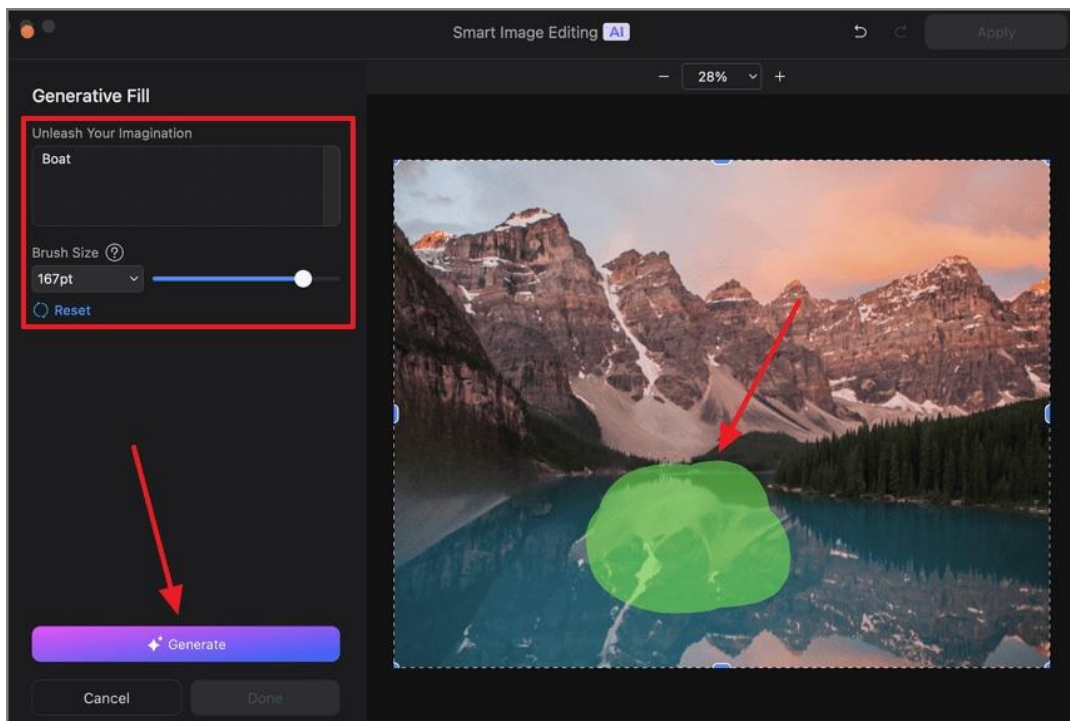 Smart Image Editing AI
Apply
28%
Generative Fill
Unleash Your Imagination
Boat
Brush Size ?
167pt
Reset
Generate
Cancel
Done